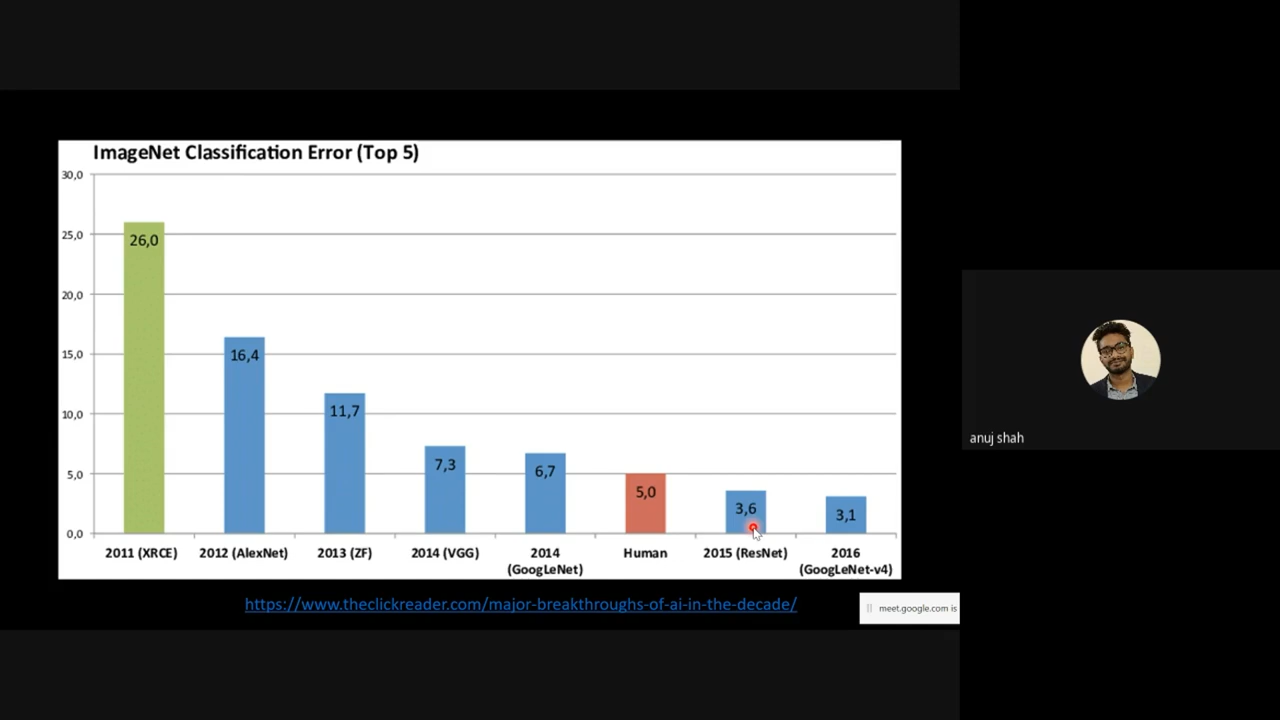 ImageNet Classification Error (Top 5)
30,0
25,0
20,0
15,0
10,0
5,0
0,0
26,0
16,4
11,7
7,3
6,7
5,0
3,6
3,1
2011 (XRCE)
2012 (AlexNet)
2013 (ZF)
2014 (VGG)
2014
(GoogLeNet)
Human
2015 (ResNet)
2016
(GoogLeNet-v4)
https://www.theclickreader.com/major-breakthroughs-of-ai-in-the-decade/
meet.google.com is
anuj shah